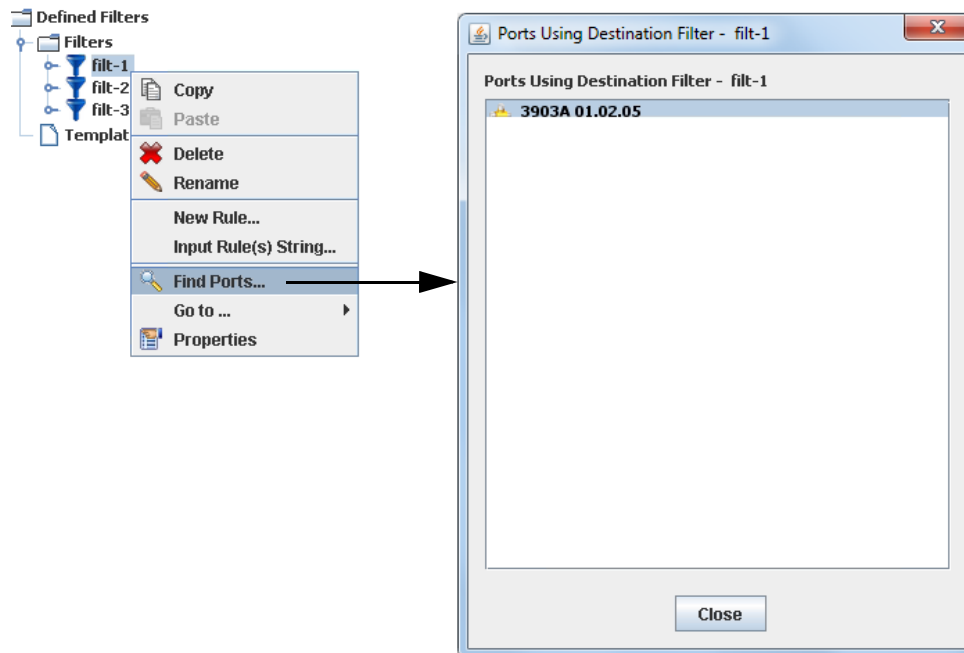 Defined Filters
Filters
filt-1
filt-2
filt-3
Templat
Copy
Paste
Delete
Rename
New Rule...
Input Rule(s) String...
Find Ports...
Go to ...
Properties
Ports Using Destination Filter - filt-1
Ports Using Destination Filter - filt-1
3903A 01.02.05
Close